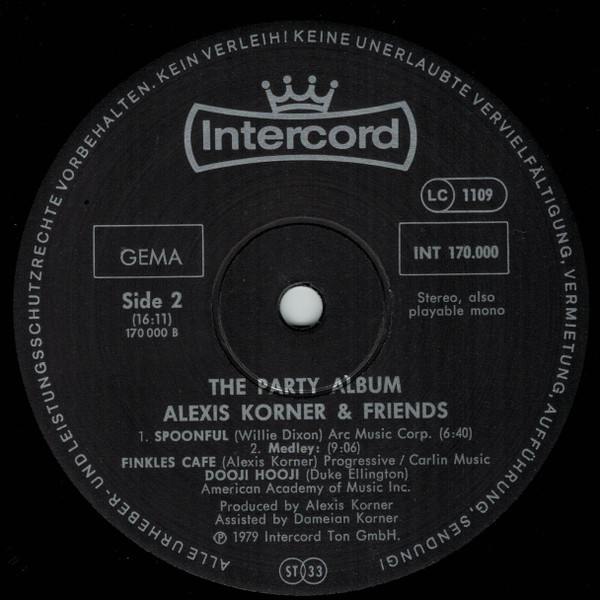 ALLE URHEBER- UND LEISTUNGSSCHUTZRECHTE VORBEHALTEN. KEIN VERLEIH! KEINE UNERLAUBTE VERVIELFÄLTIGUNG, VERMIETUNG, AUFFÜHRUNG, SENDUNG!
Intercord
LC 1109
GEMA
INT 170.000
Side 2
(16:11)
170 000 B
Stereo, also
playable mono
THE PARTY ALBUM
ALEXIS KORNER & FRIENDS
1. SPOONFUL (Willie Dixon) Arc Music Corp. (6:40)
2. Medley: (9:06)
FINKLES CAFE (Alexis Korner) Progressive / Carlin Music
DOOJI HOOJI (Duke Ellington)
American Academy of Music Inc.
Produced by Alexis Korner
Assisted by Dameian Korner
℗ 1979 Intercord Ton GmbH.
ST 33